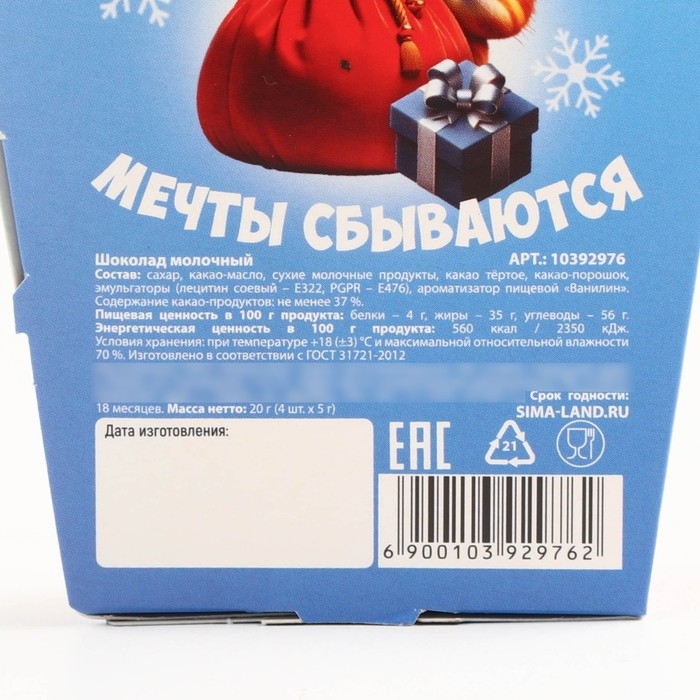 МЕЧТЫ СБЫВАЮТСЯ
Шоколад молочный АРТ.: 10392976
Состав: сахар, какао-масло, сухие молочные продукты, какао тёртое, какао-порошок,
эмульгаторы (лецитин соевый – E322, PGPR – E476), ароматизатор пищевой «Ванилин».
Содержание какао-продуктов: не менее 37 %.
Пищевая ценность в 100 г продукта: белки – 4 г, жиры – 35 г, углеводы – 56 г.
Энергетическая ценность в 100 г продукта: 560 ккал / 2350 кДж.
Условия хранения: при температуре +18 (±3) °C и максимальной относительной влажности
70 %. Изготовлено в соответствии с ГОСТ 31721-2012
Срок годности:
18 месяцев. Масса нетто: 20 г (4 шт. х 5 г) SIMA-LAND.RU
Дата изготовления:
EAC 21
6 900103 929762